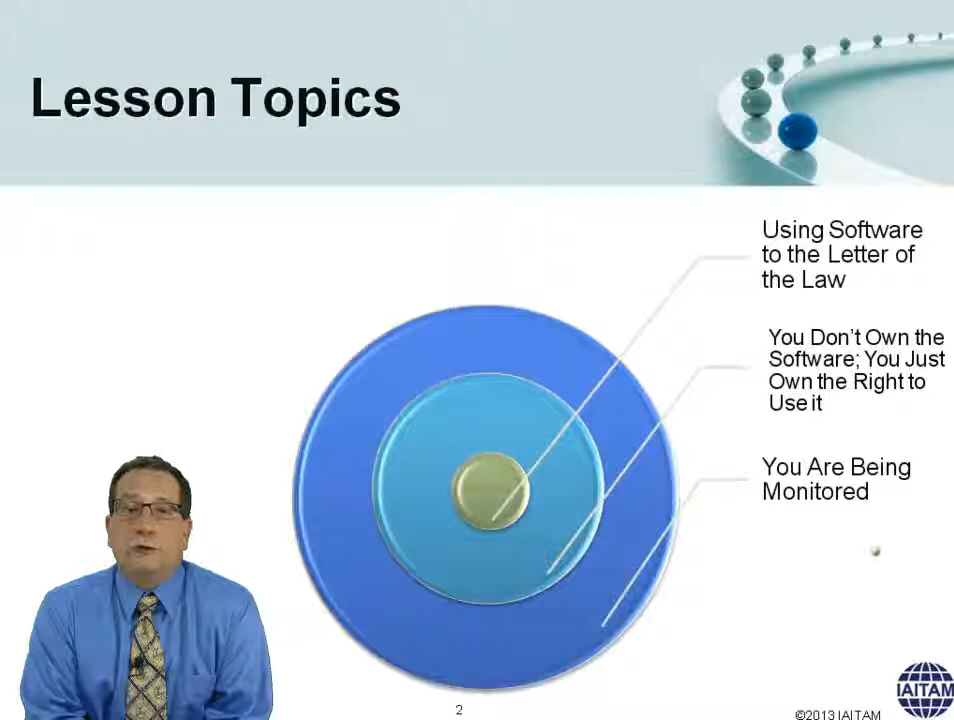 Lesson Topics
Using Software
to the Letter of
the Law
You Don't Own the
Software; You Just
Own the Right to
Use it
You Are Being
Monitored
IAITAM
2
©2013 IAITAM